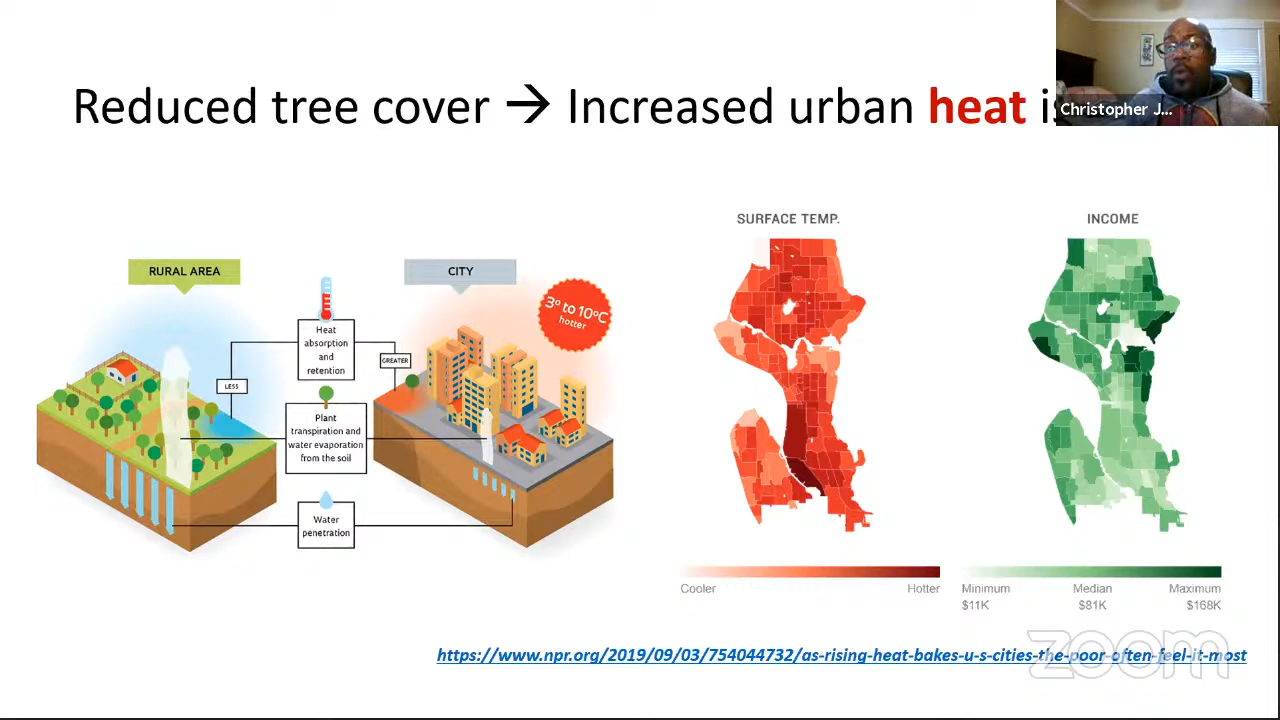 Reduced tree cover → Increased urban heat
Christopher J...
SURFACE TEMP.
INCOME
RURAL AREA
CITY
3º to 10ºC
hotter
Heat
absorption
and
retention
LESS
GREATER
Plant
transpiration and
water evaporation
from the soil
Water
penetration
Cooler
Hotter
Minimum
Median
Maximum
$11K
$81K
$168K
https://www.npr.org/2019/09/03/754044732/as-rising-heat-bakes-u-s-cities-the-poor-often-feel-it-most
zoom